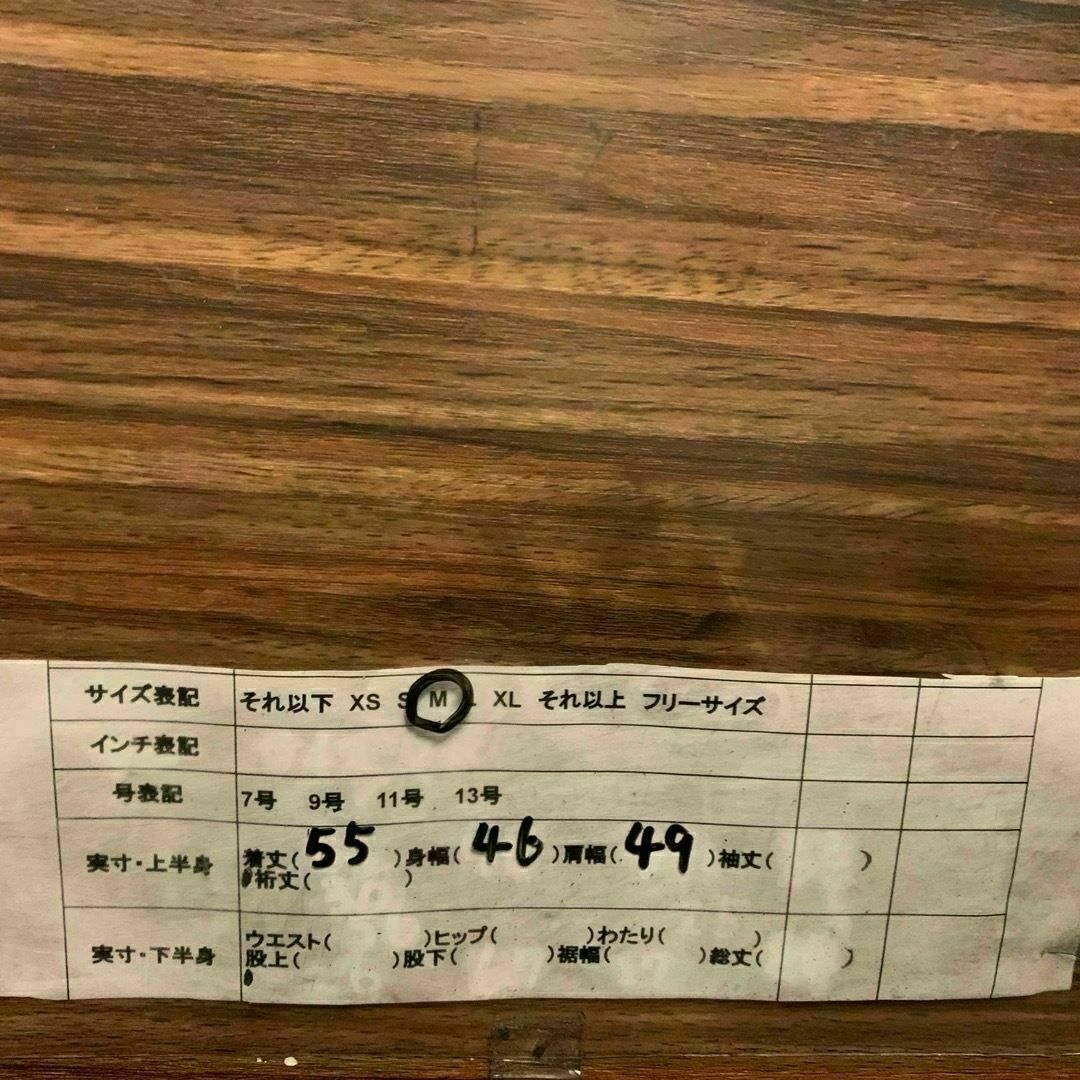 サイズ表記 それ以下 XS S M L XL それ以上 フリーサイズ
インチ表記
号表記 7号 9号 11号 13号
実寸・上半身 着丈( 55 )身幅( 46 )肩幅( 49 )袖丈( )
裄丈( )
実寸・下半身 ウエスト( )ヒップ( )わたり( )
股上( )股下( )裾幅( )総丈( )